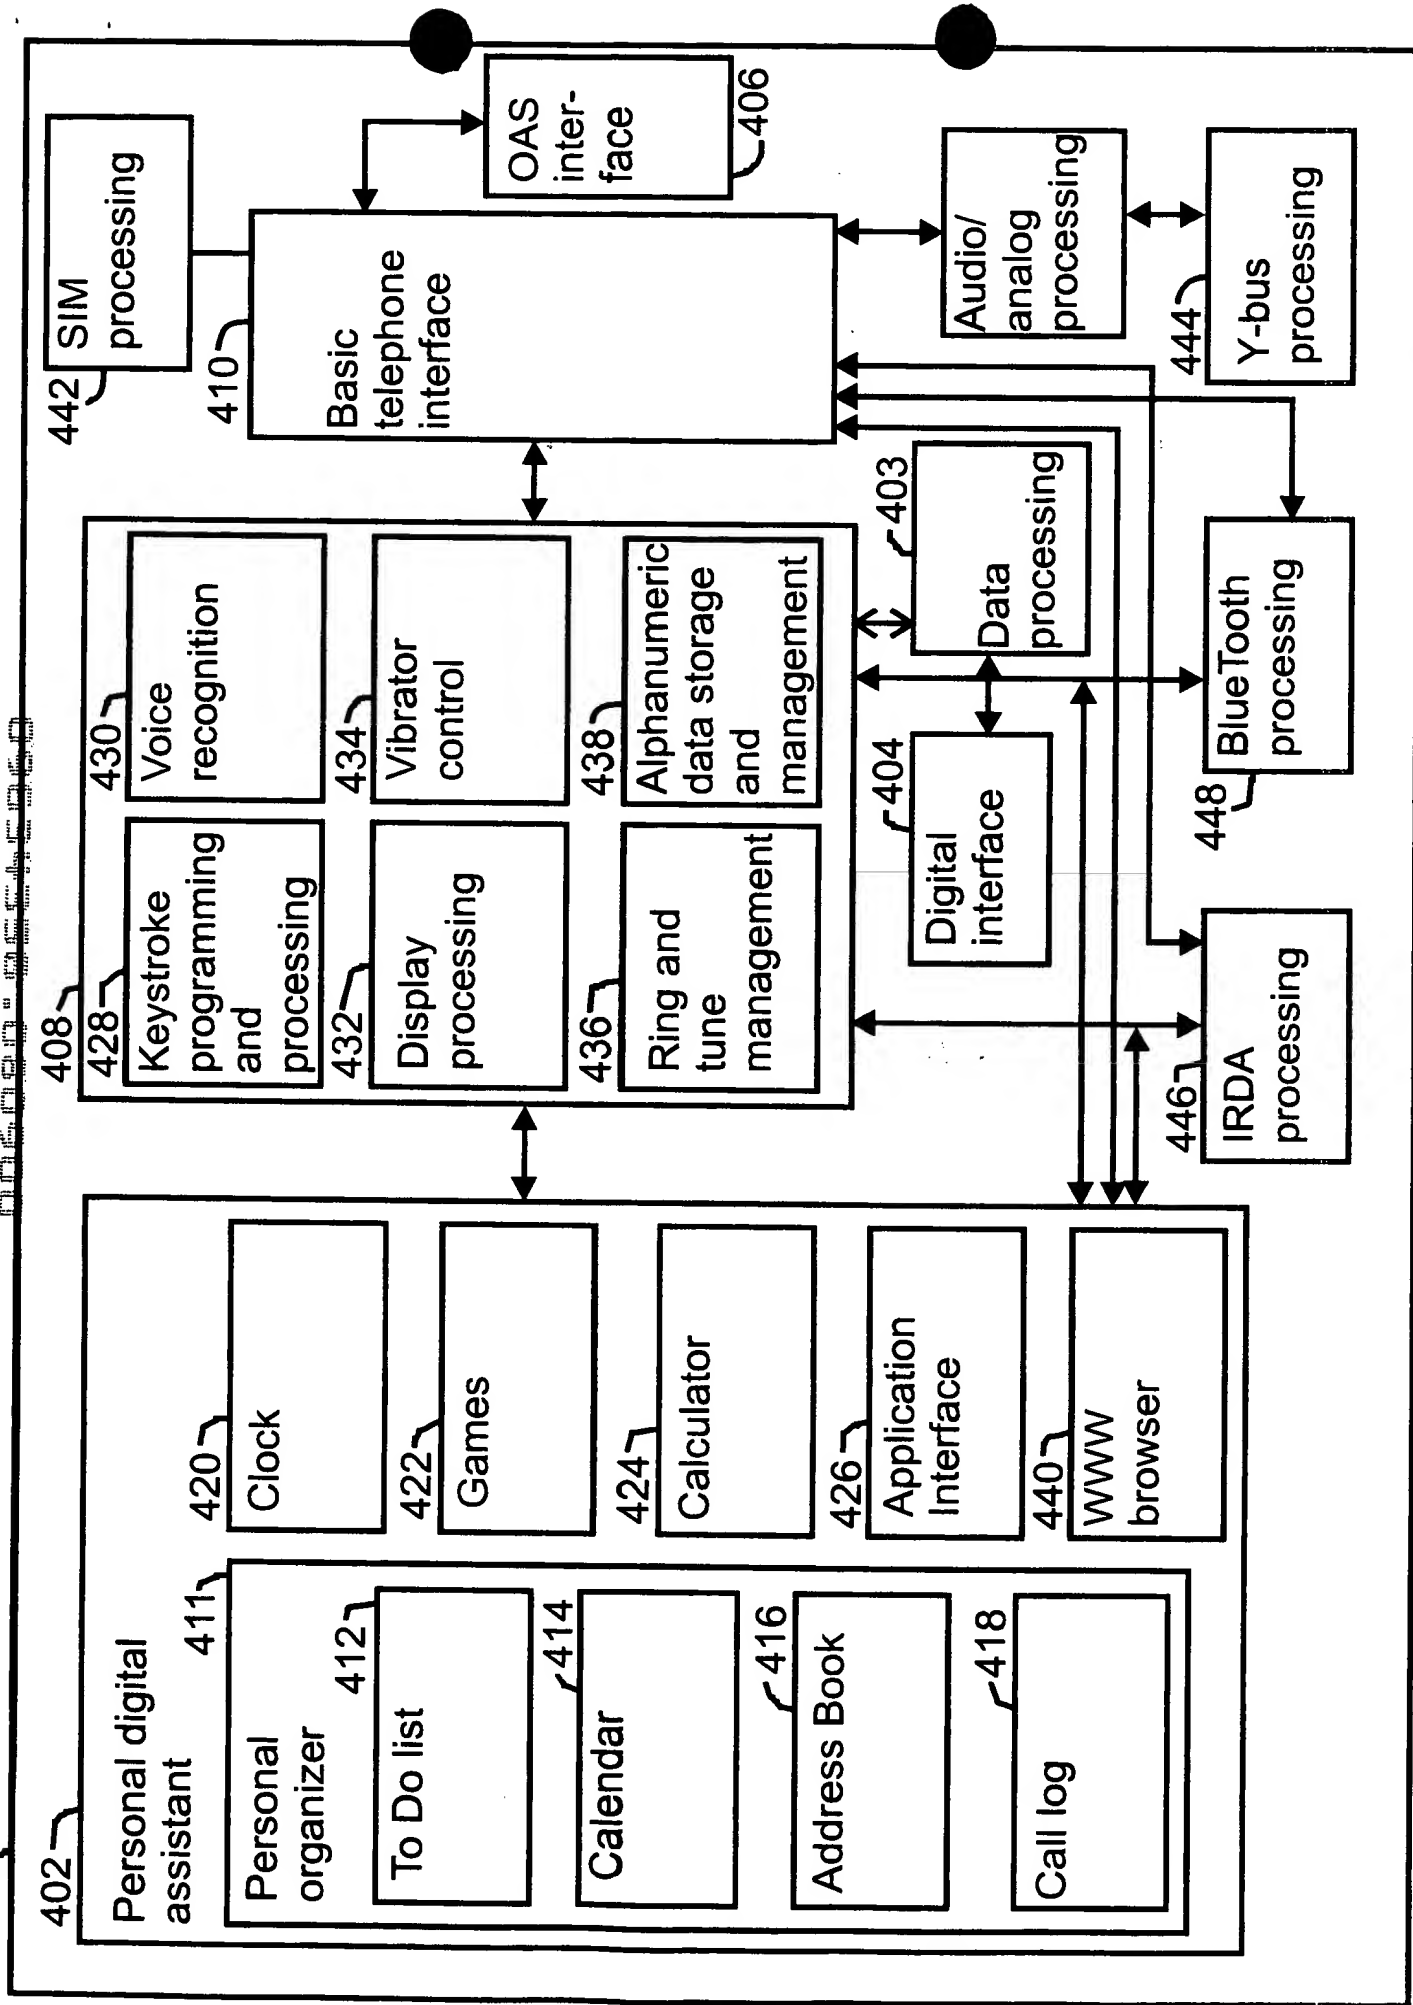 402
Personal digital
assistant
411
Personal
organizer
412
To Do list
414
Calendar
416
Address Book
418
Call log
420
Clock
422
Games
424
Calculator
426
Application
Interface
440
WWW
browser
408
428
Keystroke
programming
and
processing
430
Voice
recognition
432
Display
processing
434
Vibrator
control
436
Ring and
tune
management
438
Alphanumeric
data storage
and
management
442
SIM
processing
410
Basic
telephone
interface
OAS
inter-
face
406
404
Digital
interface
403
Data
processing
Audio/
analog
processing
446
IRDA
processing
448
BlueTooth
processing
444
Y-bus
processing